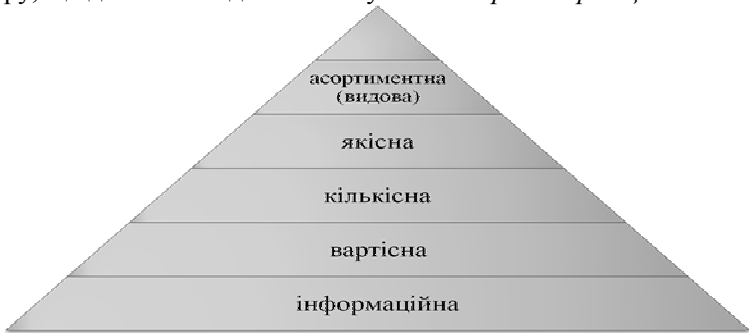 асортиментна
(видова)
якісна
кількісна
вартісна
інформаційна